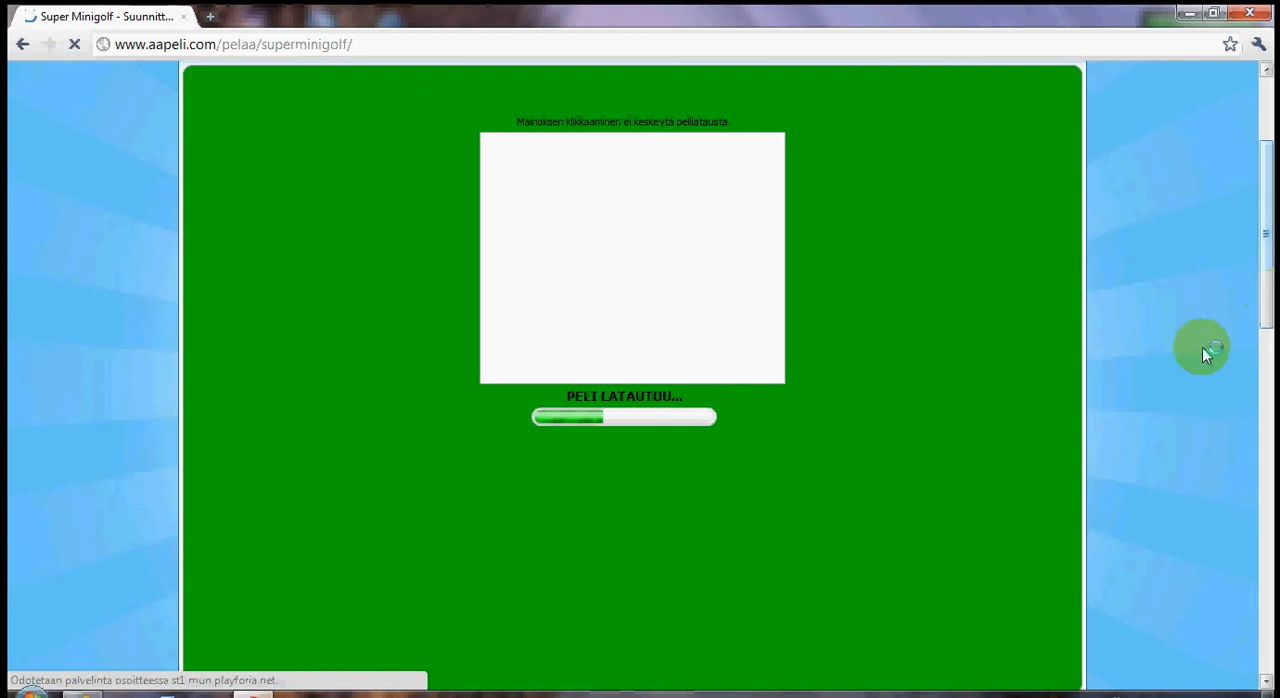 Super Minigolf - Suunnitt...
www.aapeli.com/pelaa/superminigolf/
Mainoksen klikkaaminen ei keskeytä pelilatausta.
PELI LATAUTUU...
Odotetaan palvelinta osoitteessa st1.mun.playforia.net.